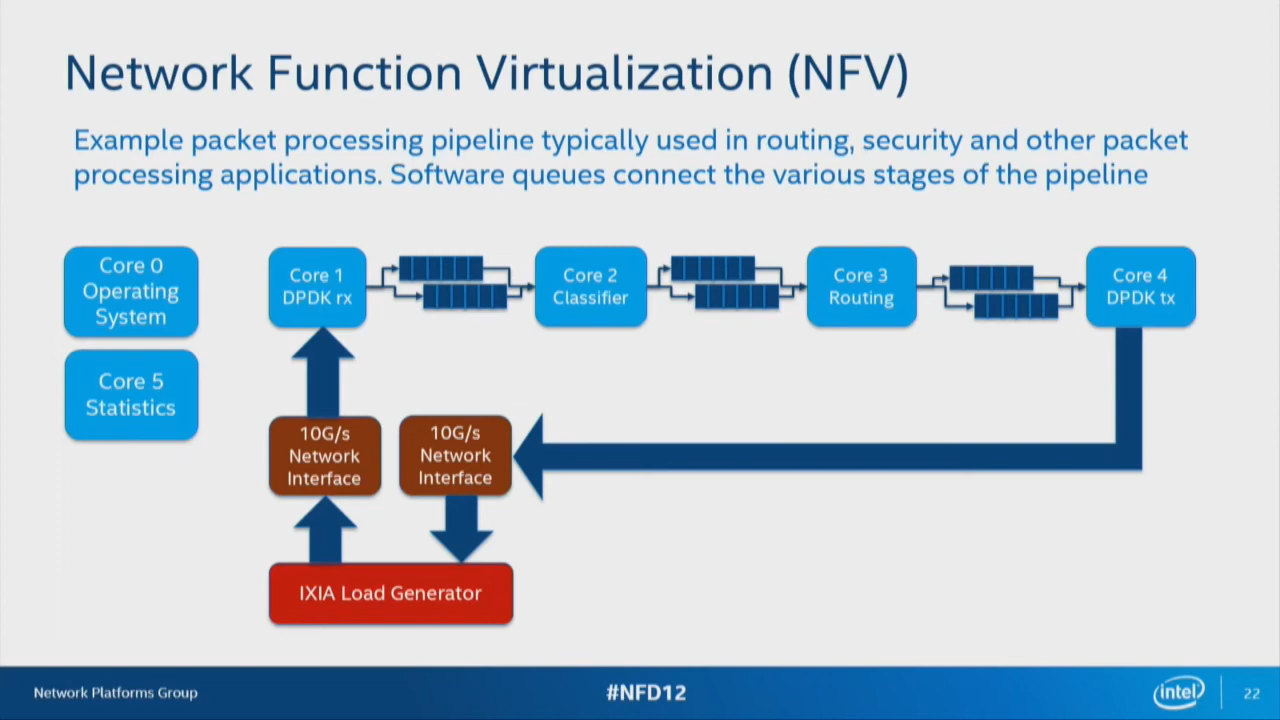 Network Function Virtualization (NFV)
Example packet processing pipeline typically used in routing, security and other packet
processing applications. Software queues connect the various stages of the pipeline
Core 0
Operating
System
Core 1
DPDK rx
Core 2
Classifier
Core 3
Routing
Core 4
DPDK tx
Core 5
Statistics
10G/s
Network
Interface
10G/s
Network
Interface
IXIA Load Generator
Network Platforms Group
#NFD12
intel
22